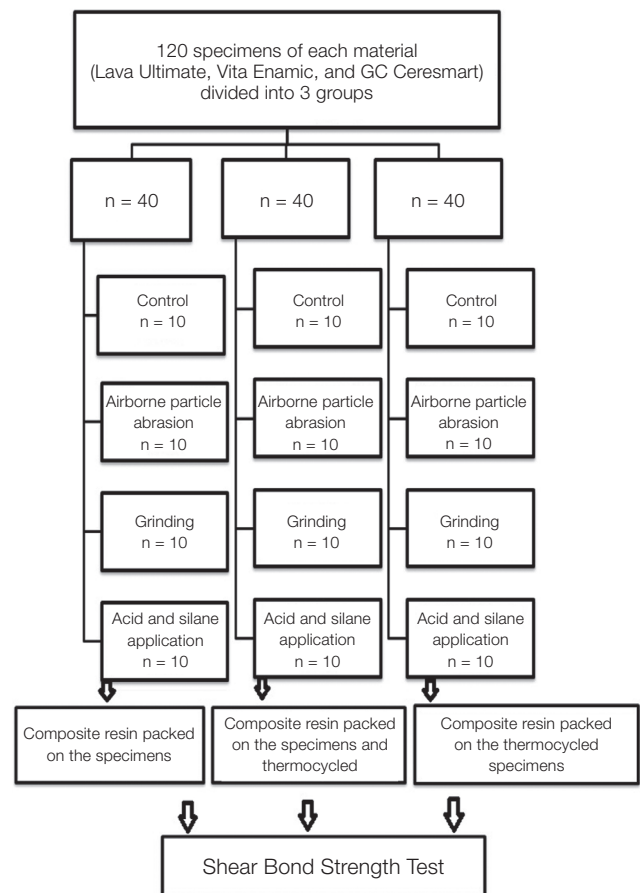 120 specimens of each material
(Lava Ultimate, Vita Enamic, and GC Ceresmart)
divided into 3 groups
n = 40
n = 40
n = 40
Control
n = 10
Control
n = 10
Control
n = 10
Airborne particle
abrasion
n = 10
Airborne particle
abrasion
n = 10
Airborne particle
abrasion
n = 10
Grinding
n = 10
Grinding
n = 10
Grinding
n = 10
Acid and silane
application
n = 10
Acid and silane
application
n = 10
Acid and silane
application
n = 10
Composite resin packed
on the specimens
Composite resin packed
on the specimens and
thermocycled
Composite resin packed
on the thermocycled
specimens
Shear Bond Strength Test